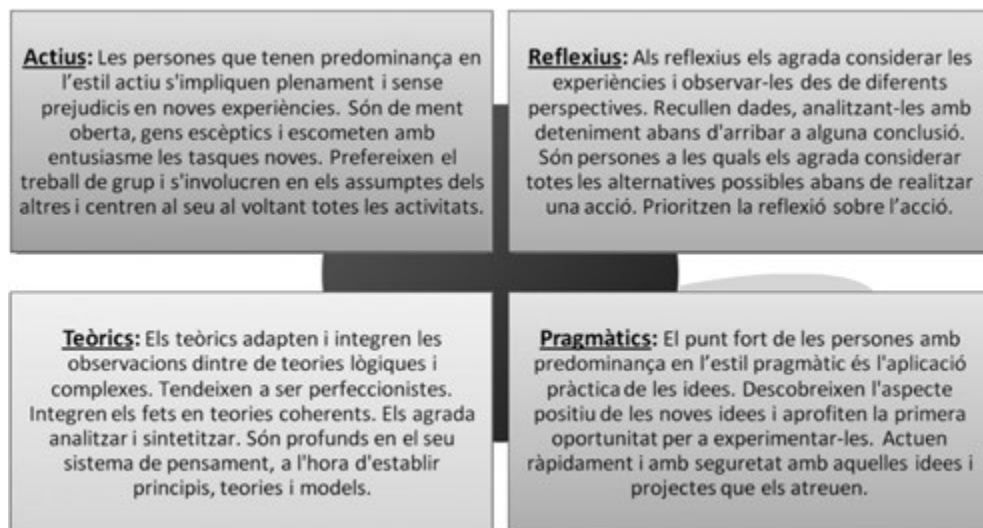 Actius: Les persones que tenen predominança en
l'estil actiu s'impliquen plenament i sense
prejudicis en noves experiències. Són de ment
oberta, gens escèptics i escometen amb
entusiasme les tasques noves. Prefereixen el
treball de grup i s'involucren en els assumptes dels
altres i centren al seu al voltant totes les activitats.
Reflexius: Als reflexius els agrada considerar les
experiències i observar-les des de diferents
perspectives. Recullen dades, analitzant-les amb
deteniment abans d'arribar a alguna conclusió.
Són persones a les quals els agrada considerar
totes les alternatives possibles abans de realitzar
una acció. Prioritzen la reflexió sobre l'acció.
Teòrics: Els teòrics adapten i integren les
observacions dintre de teories lògiques i
complexes. Tendeixen a ser perfeccionistes.
Integren els fets en teories coherents. Els agrada
analitzar i sintetitzar. Són profunds en el seu
sistema de pensament, a l'hora d'establir
principis, teories i models.
Pragmàtics: El punt fort de les persones amb
predominança en l'estil pragmàtic és l'aplicació
pràctica de les idees. Descobreixen l'aspecte
positiu de les noves idees i aprofiten la primera
oportunitat per a experimentar-les. Actuen
ràpidament i amb seguretat amb aquelles idees i
projectes que els atreuen.